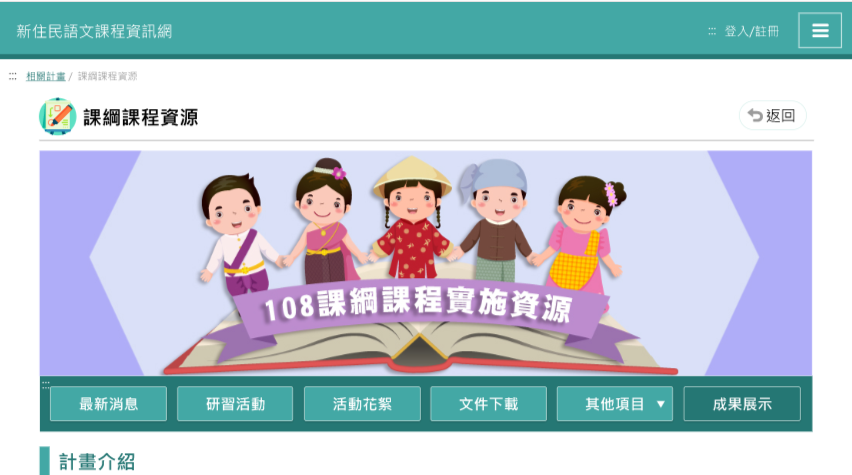 新住民語文課程資訊網
::: 登入/註冊
::: 相關計畫 / 課綱課程資源
課綱課程資源
返回
108課綱課程實施資源
:::
最新消息 研習活動 活動花絮 文件下載 其他項目 ▼ 成果展示
計畫介紹